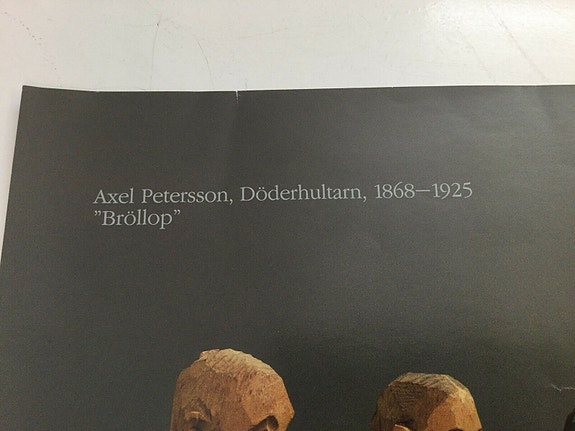 Axel Petersson, Döderhultarn, 1868—1925
”Bröllop”